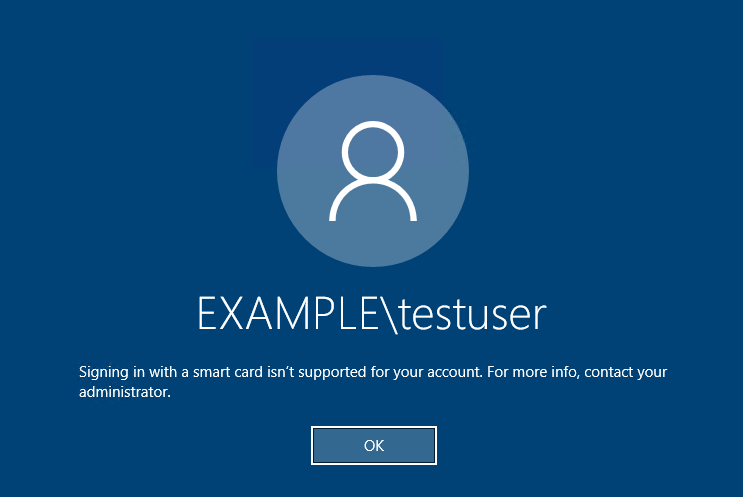 EXAMPLE\testuser
Signing in with a smart card isn’t supported for your account. For more info, contact your
administrator.
OK